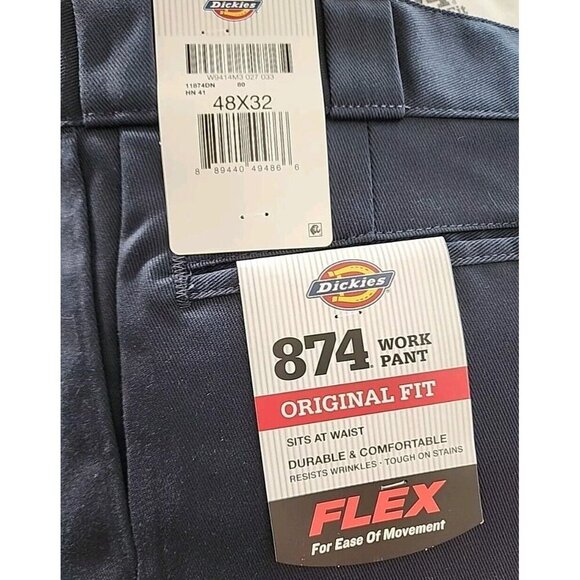 Dickies
W9414M3 027 033
11874DN 80
HN 41
48X32
8 89440 49486 6
Dickies
874 WORK PANT
ORIGINAL FIT
SITS AT WAIST
DURABLE & COMFORTABLE
RESISTS WRINKLES · TOUGH ON STAINS
FLEX
For Ease Of Movement